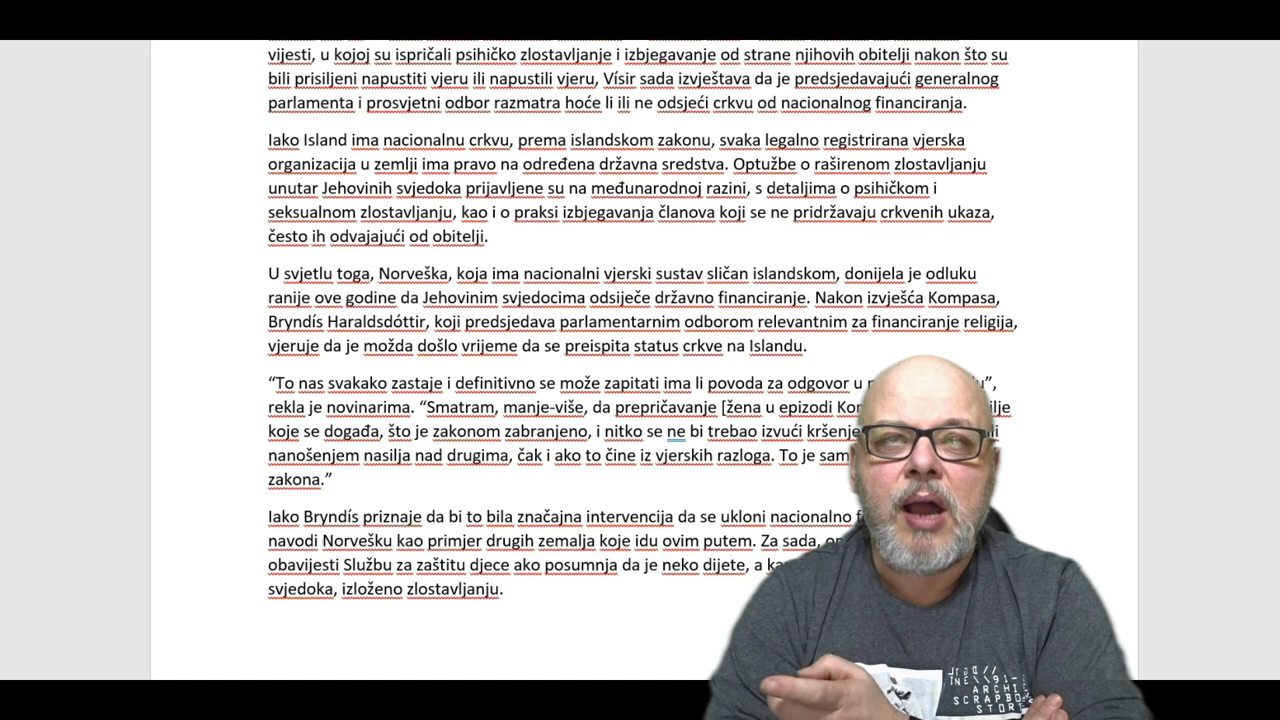 vijesti, u kojoj su ispričali psihičko zlostavljanje i izbjegavanje od strane njihovih obitelji nakon što su
bili prisiljeni napustiti vjeru ili napustili vjeru, Vísir sada izvještava da je predsjedavajući generalnog
parlamenta i prosvjetni odbor razmatra hoće li ili ne odsjeći crkvu od nacionalnog financiranja.
Iako Island ima nacionalnu crkvu, prema islandskom zakonu, svaka legalno registrirana vjerska
organizacija u zemlji ima pravo na određena državna sredstva. Optužbe o raširenom zlostavljanju
unutar Jehovinih svjedoka prijavljene su na međunarodnoj razini, s detaljima o psihičkom i
seksualnom zlostavljanju, kao i o praksi izbjegavanja članova koji se ne pridržavaju crkvenih ukaza,
često ih odvajajući od obitelji.
U svjetlu toga, Norveška, koja ima nacionalni vjerski sustav sličan islandskom, donijela je odluku
ranije ove godine da Jehovinim svjedocima odsiječe državno financiranje. Nakon izvješća Kompasa,
Bryndís Haraldsdóttir, koji predsjedava parlamentarnim odborom relevantnim za financiranje religija,
vjeruje da je možda došlo vrijeme da se preispita status crkve na Islandu.
“To nas svakako zastaje i definitivno se može zapitati ima li povoda za odgovor u
rekla je novinarima. “Smatram, manje-više, da prepričavanje [žena u epizodi
koje se događa, što je zakonom zabranjeno, i nitko se ne bi trebao izvući
nanošenjem nasilja nad drugima, čak i ako to čine iz vjerskih razloga. To je
zakona.”
Iako Bryndís priznaje da bi to bila značajna intervencija da se ukloni nacionalno
navodi Norvešku kao primjer drugih zemalja koje idu ovim putem. Za sada,
obavijesti Službu za zaštitu djece ako posumnja da je neko dijete, a
svjedoka, izloženo zlostavljanju.
ARCHI
SCRAPBO
STOR